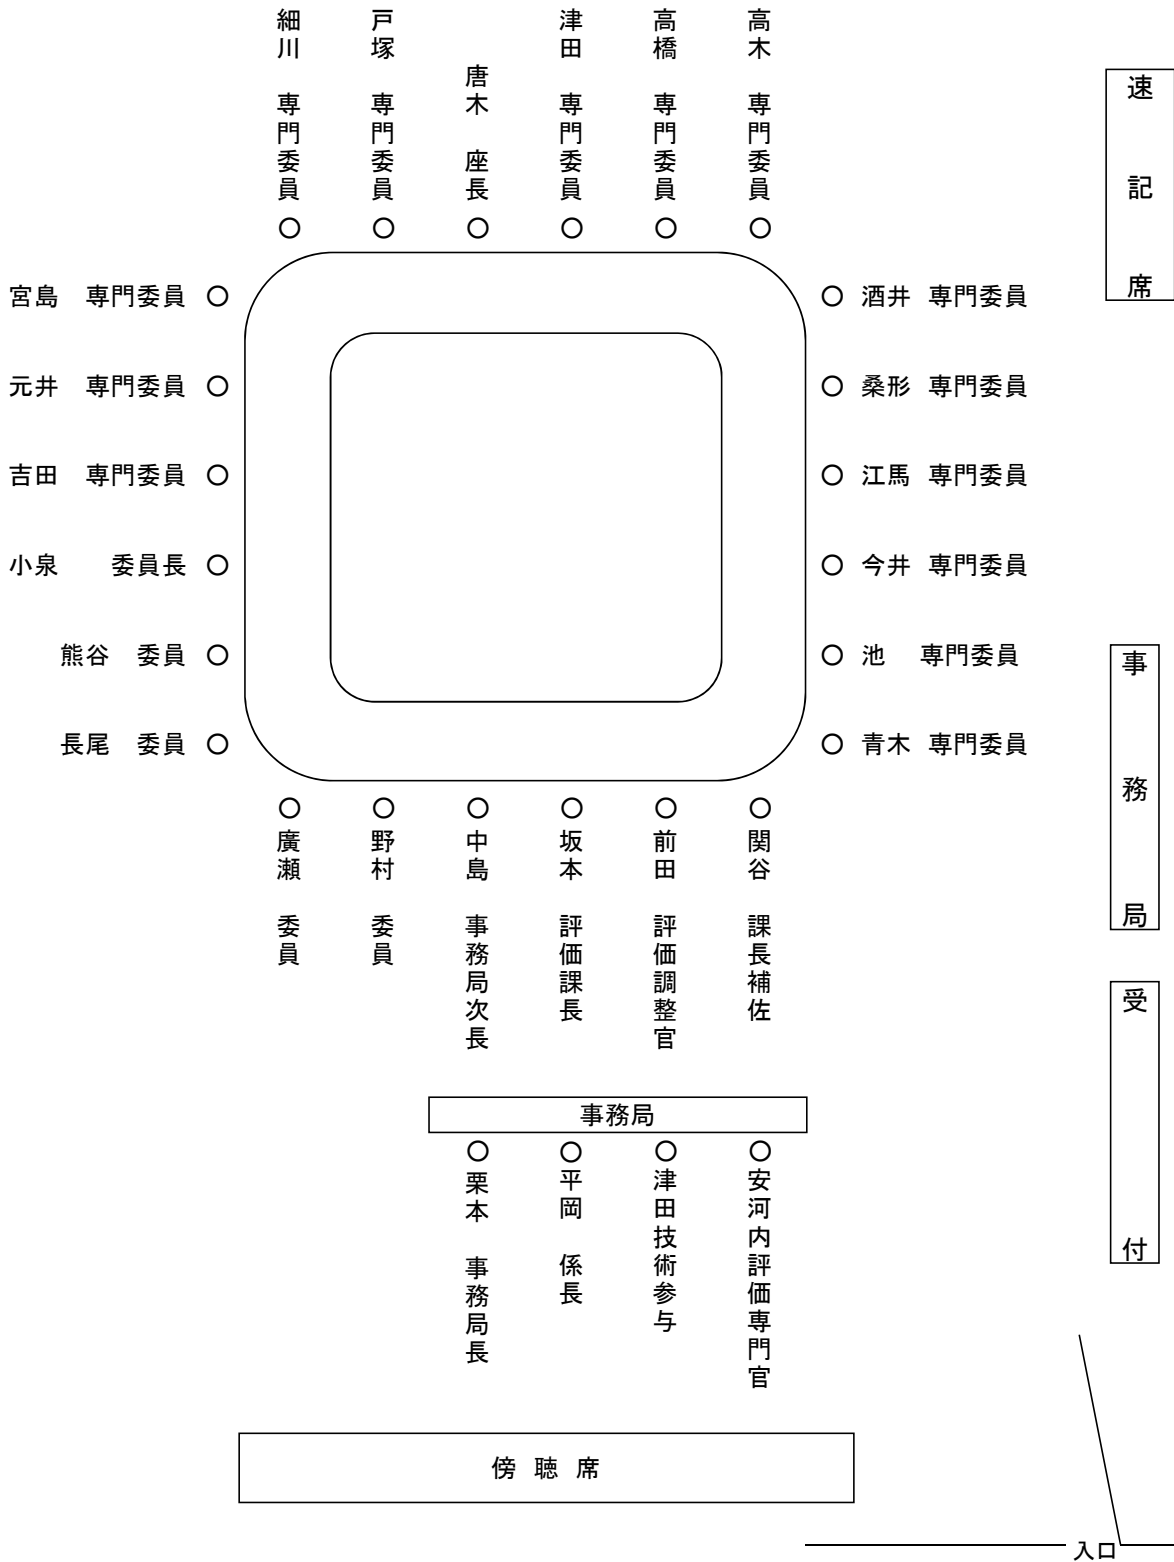 細川 専門委員
戸塚 専門委員
唐木 座長
津田 専門委員
高橋 専門委員
高木 専門委員
速記席
宮島 専門委員
元井 専門委員
吉田 専門委員
小泉 委員長
熊谷 委員
長尾 委員
酒井 専門委員
桑形 専門委員
江馬 専門委員
今井 専門委員
池 専門委員
青木 専門委員
事務局
廣瀬 委員
野村 委員
中島 事務局次長
坂本 評価課長
前田 評価調整官
関谷 課長補佐
受付
事務局
栗本 事務局長
平岡 係長
津田技術参与
安河内評価専門官
傍聴席
入口